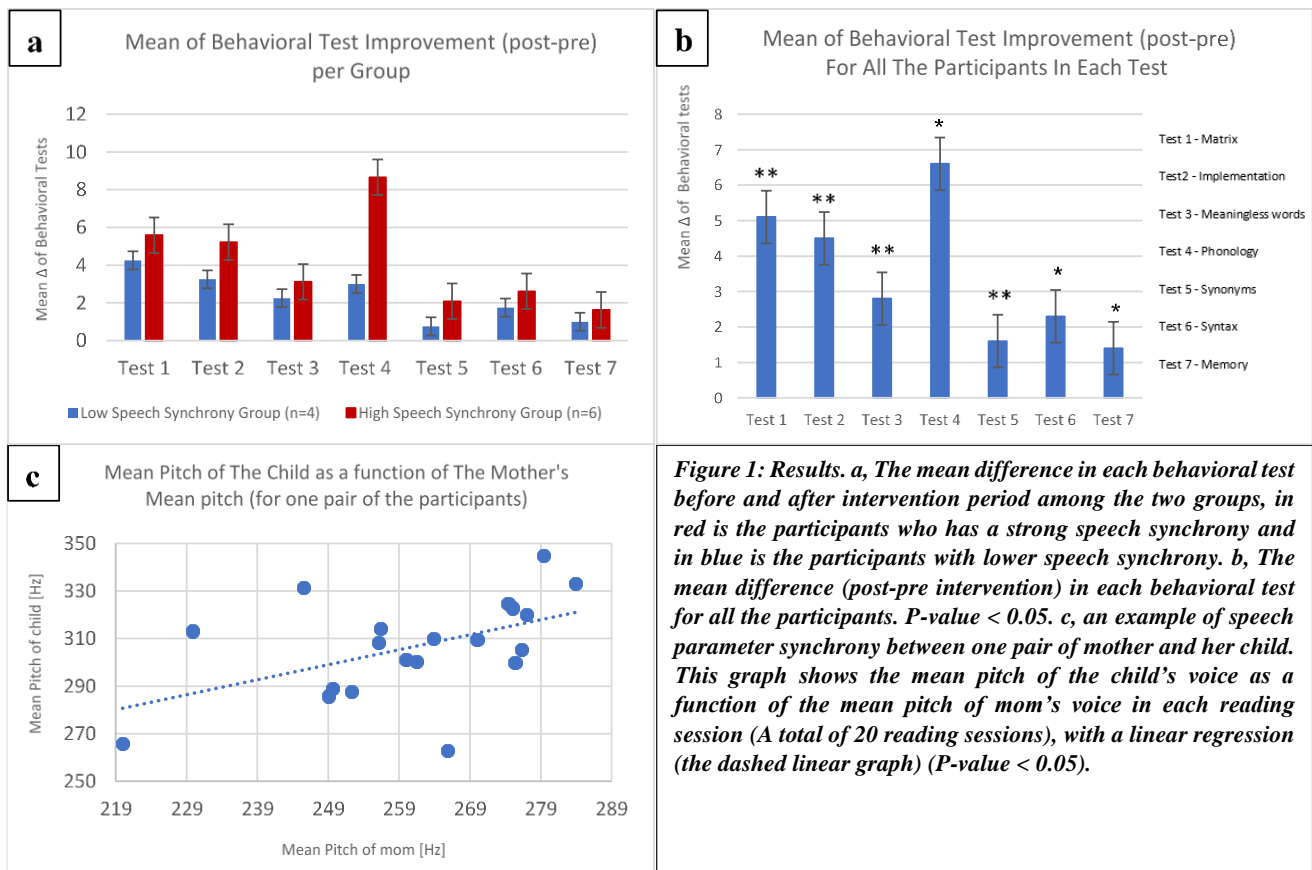 a
Mean of Behavioral Test Improvement (post-pre)
per Group
Mean Δ of Behavioral Tests
12
10
8
6
4
2
0
Test 1 Test 2 Test 3 Test 4 Test 5 Test 6 Test 7
Low Speech Synchrony Group (n=4) High Speech Synchrony Group (n=6)
b
Mean of Behavioral Test Improvement (post-pre)
For All The Participants In Each Test
Mean Δ of Behavioral tests
8
7
6
5
4
3
2
1
0
** ** ** * ** * *
Test 1 Test 2 Test 3 Test 4 Test 5 Test 6 Test 7
Test 1 - Matrix
Test2 - Implementation
Test 3 - Meaningless words
Test 4 - Phonology
Test 5 - Synonyms
Test 6 - Syntax
Test 7 - Memory
c
Mean Pitch of The Child as a function of The Mother's
Mean pitch (for one pair of the participants)
Mean Pitch of child [Hz]
350
330
310
290
270
250
219 229 239 249 259 269 279 289
Mean Pitch of mom [Hz]
Figure 1: Results. a, The mean difference in each behavioral test
before and after intervention period among the two groups, in
red is the participants who has a strong speech synchrony and
in blue is the participants with lower speech synchrony. b, The
mean difference (post-pre intervention) in each behavioral test
for all the participants. P-value < 0.05. c, an example of speech
parameter synchrony between one pair of mother and her child.
This graph shows the mean pitch of the child's voice as a
function of the mean pitch of mom's voice in each reading
session (A total of 20 reading sessions), with a linear regression
(the dashed linear graph) (P-value < 0.05).